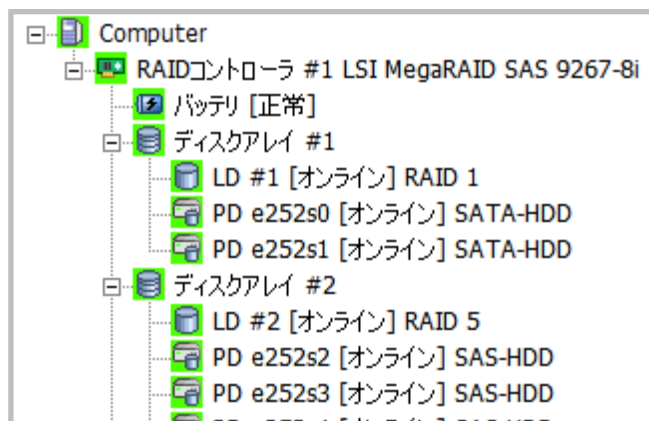 Computer
RAIDコントローラ #1 LSI MegaRAID SAS 9267-8i
バッテリ [正常]
ディスクアレイ #1
LD #1 [オンライン] RAID 1
PD e252s0 [オンライン] SATA-HDD
PD e252s1 [オンライン] SATA-HDD
ディスクアレイ #2
LD #2 [オンライン] RAID 5
PD e252s2 [オンライン] SAS-HDD
PD e252s3 [オンライン] SAS-HDD